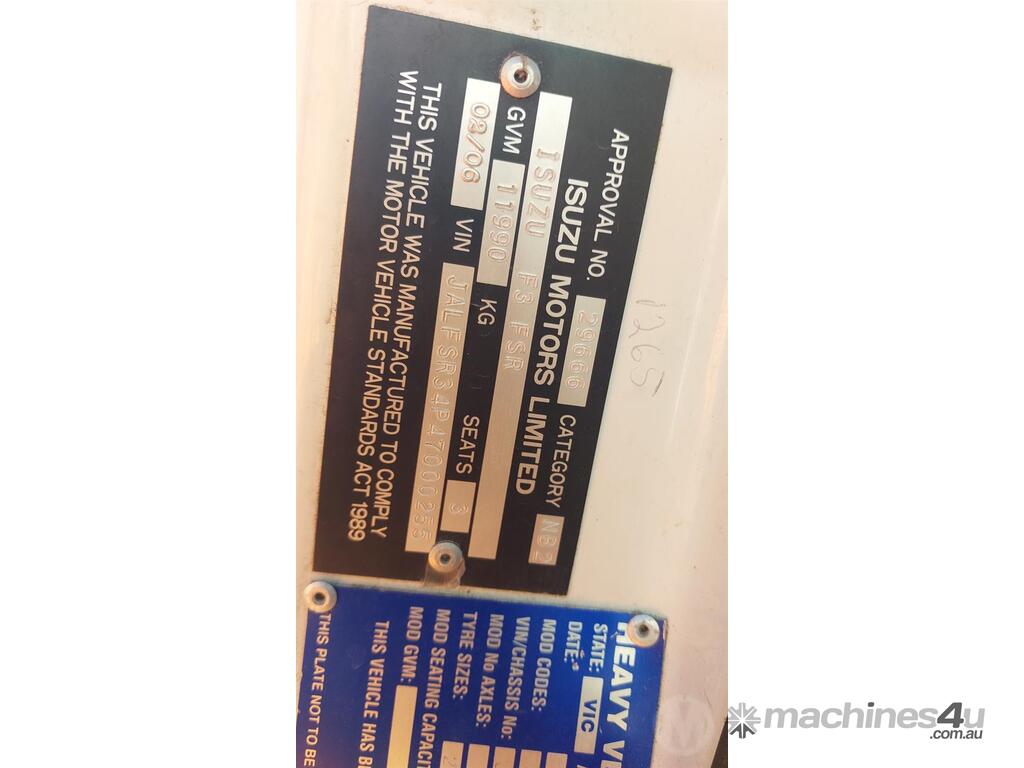 APPROVAL NO. 29666 CATEGORY NB2
ISUZU MOTORS LIMITED
ISUZU F3 FSR
GVM 11990 KG SEATS 3
02/06 VIN JALFSR34P47000255
THIS VEHICLE WAS MANUFACTURED TO COMPLY
WITH THE MOTOR VEHICLE STANDARDS ACT 1989
1265
HEAVY
STATE: VIC
DATE:
MOD CODES:
VIN/CHASSIS NO:
MOD No AXLES:
TYRE SIZES:
MOD SEATING
MOD GVM:
THIS VEHICLE HAS
THIS PLATE NOT TO BE
machines4u
.com.au